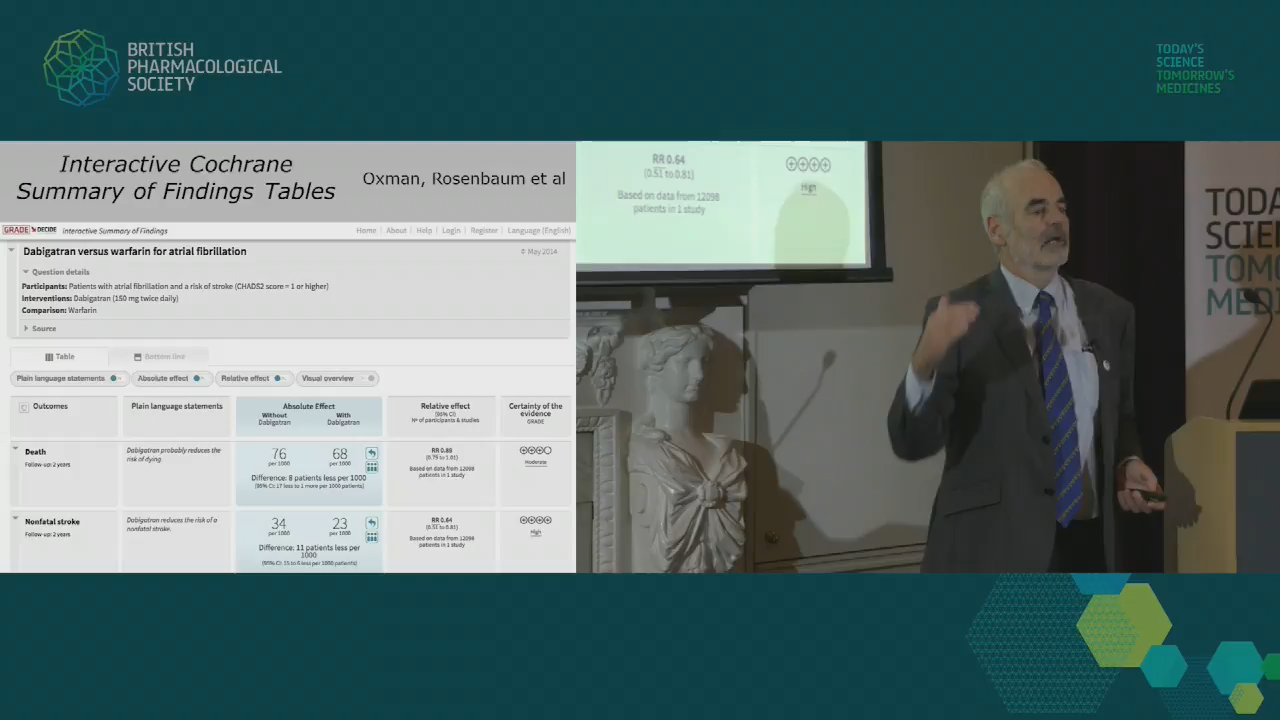 BRITISH
PHARMACOLOGICAL
SOCIETY
TODAY'S
SCIENCE
TOMORROW'S
MEDICINES
Interactive Cochrane
Summary of Findings Tables
Oxman, Rosenbaum et al
GRADE DECIDE Interactive Summary of Findings
Home | About | Help | Login | Register | Language (English)
Dabigatran versus warfarin for atrial fibrillation
May 2014
Question details
Participants: Patients with atrial fibrillation and a risk of stroke (CHADS2 score = 1 or higher)
Interventions: Dabigatran (150 mg twice daily)
Comparison: Warfarin
Source
Table
Bottom line
Plain language statements
Absolute effect
Relative effect
Visual overview
Outcomes
Plain language statements
Absolute Effect
Without
Dabigatran
With
Dabigatran
Relative effect
(95% CI)
Nº of participants & studies
Certainty of the
evidence
GRADE
Death
Follow up: 2 years
Dabigatran probably reduces the
risk of dying.
76
per 1000
68
per 1000
Difference: 8 patients less per 1000
(95% CI: 17 less to 1 more per 1000 patients)
RR 0.89
(0.79 to 1.01)
Based on data from 12098
patients in 1 study
Moderate
Nonfatal stroke
Follow up: 2 years
Dabigatran reduces the risk of a
nonfatal stroke.
34
per 1000
23
per 1000
Difference: 11 patients less per
1000
(95% CI: 15 to 6 less per 1000 patients)
RR 0.64
(0.51 to 0.81)
Based on data from 12098
patients in 1 study
High
RR 0.64
(0.51 to 0.81)
Based on data from 12098
patients in 1 study
High